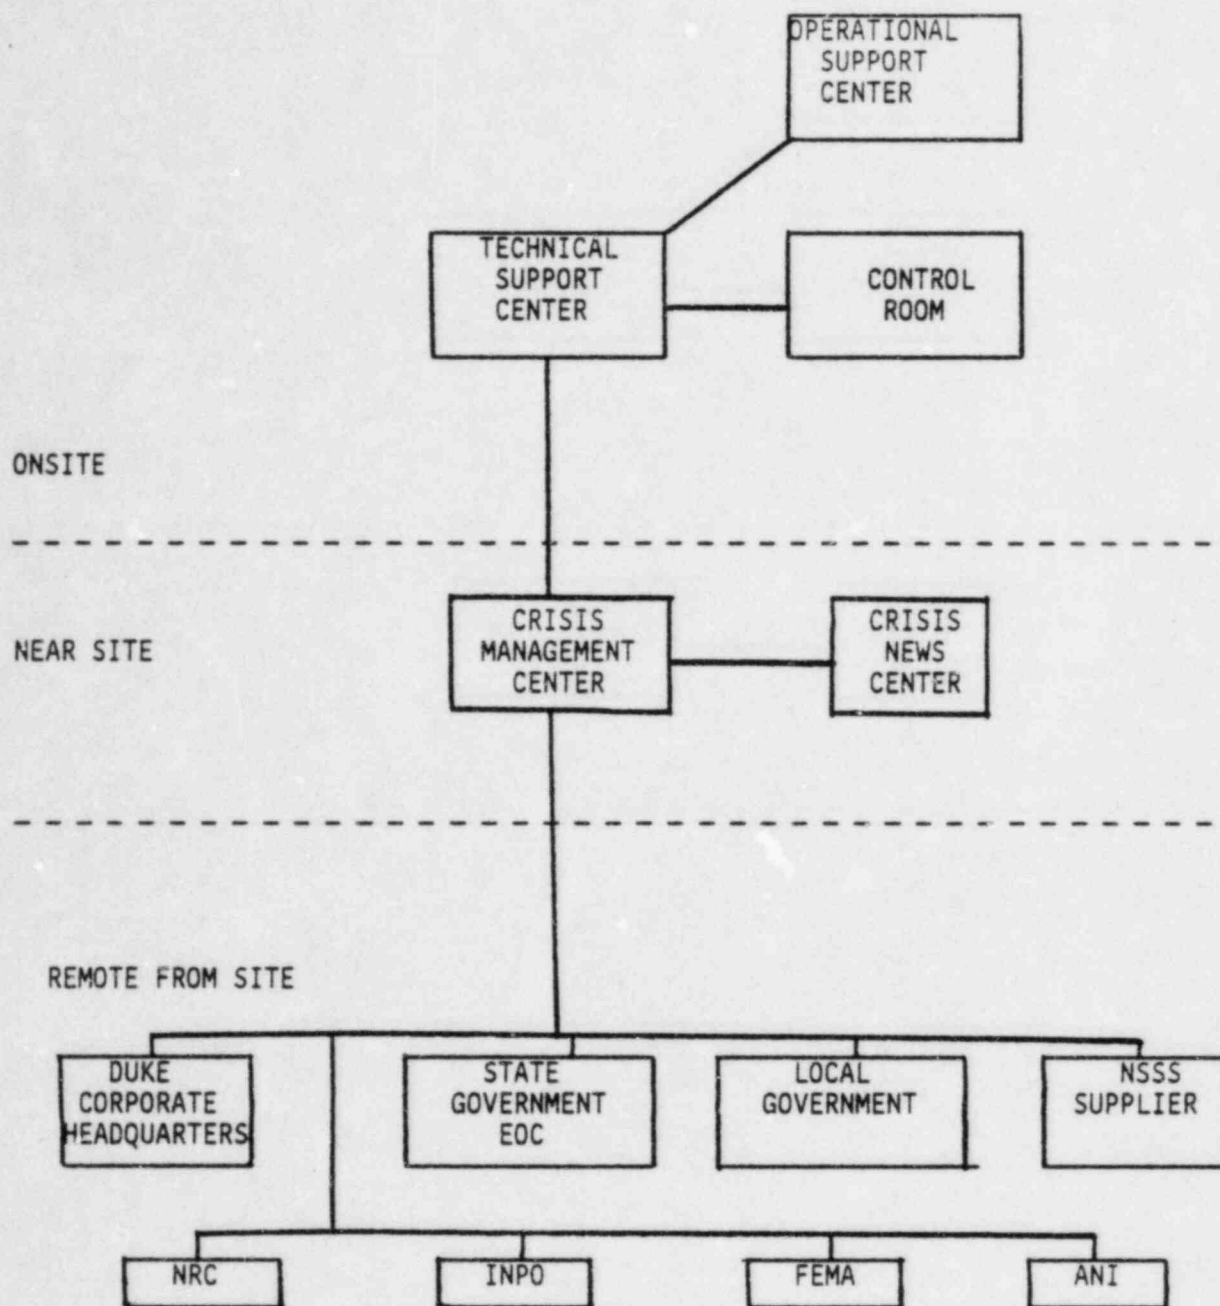 OPERATIONAL
SUPPORT
CENTER
TECHNICAL
SUPPORT
CENTER
CONTROL
ROOM
ONSITE
CRISIS
MANAGEMENT
CENTER
CRISIS
NEWS
CENTER
NEAR SITE
REMOTE FROM SITE
DUKE
CORPORATE
HEADQUARTERS
STATE
GOVERNMENT
EOC
LOCAL
GOVERNMENT
NSSS
SUPPLIER
NRC
INPO
FEMA
ANI